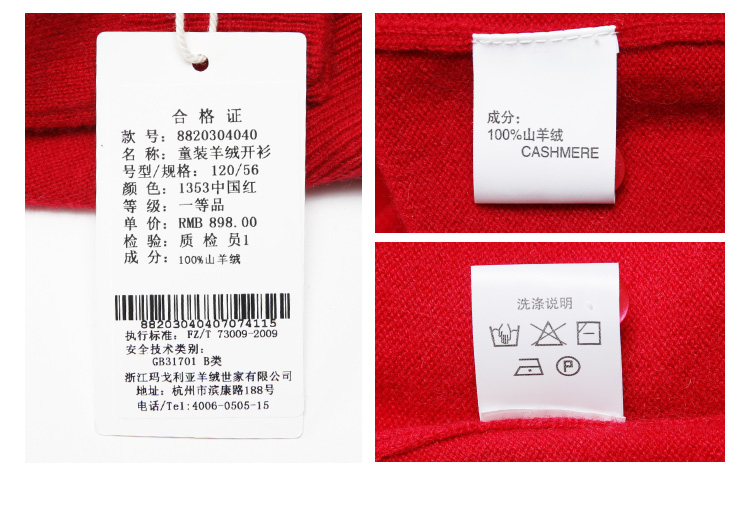 合 格 证
款 号: 8820304040
名 称: 童装羊绒开衫
号型/规格: 120/56
颜 色: 1353中国红
等 级: 一等品
单 价: RMB 898.00
检 验: 质 检 员1
成 分: 100%山羊绒
88203040407074115
执行标准: FZ/T 73009-2009
安全技术类别:
GB31701 B类
浙江玛戈利亚羊绒世家有限公司
地址: 杭州市滨康路188号
电话/Tel:4006-0505-15
成分:
100%山羊绒
CASHMERE
洗涤说明
P